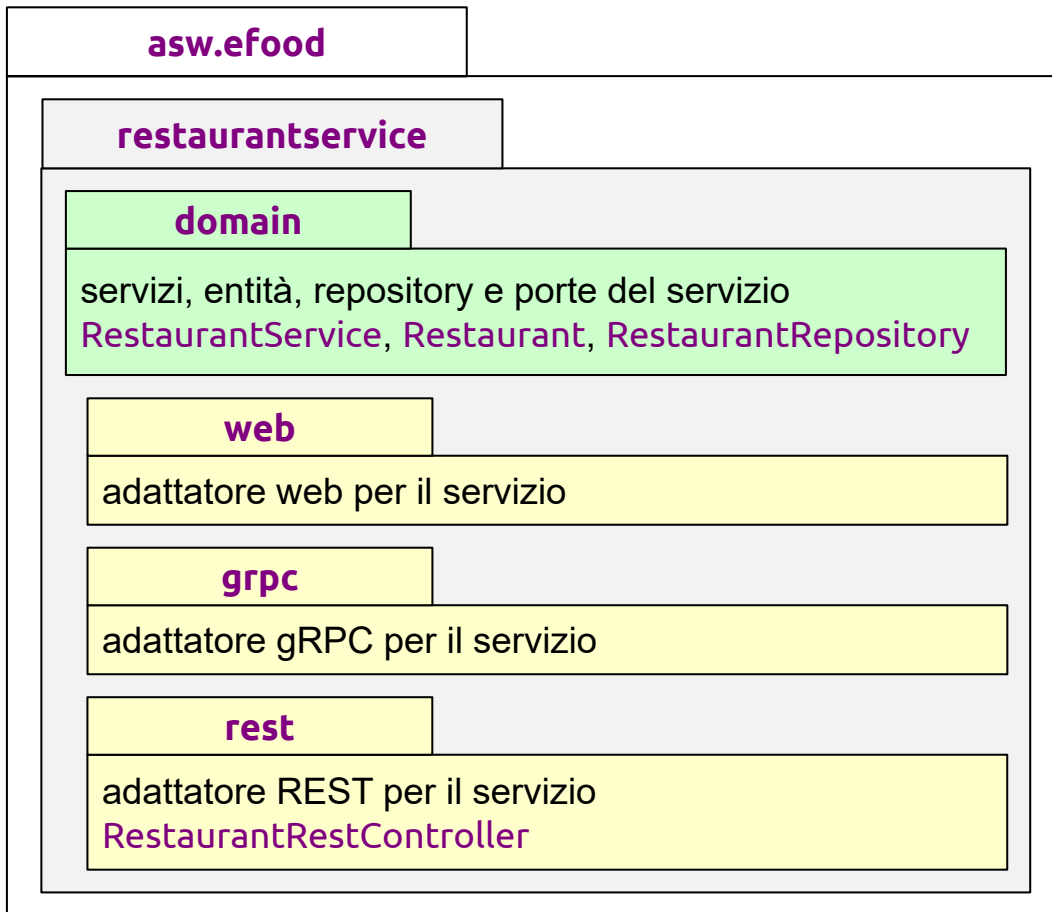 asw.efood
restaurantservice
domain
servizi, entità, repository e porte del servizio
RestaurantService, Restaurant, RestaurantRepository
web
adattatore web per il servizio
grpc
adattatore gRPC per il servizio
rest
adattatore REST per il servizio
RestaurantRestController